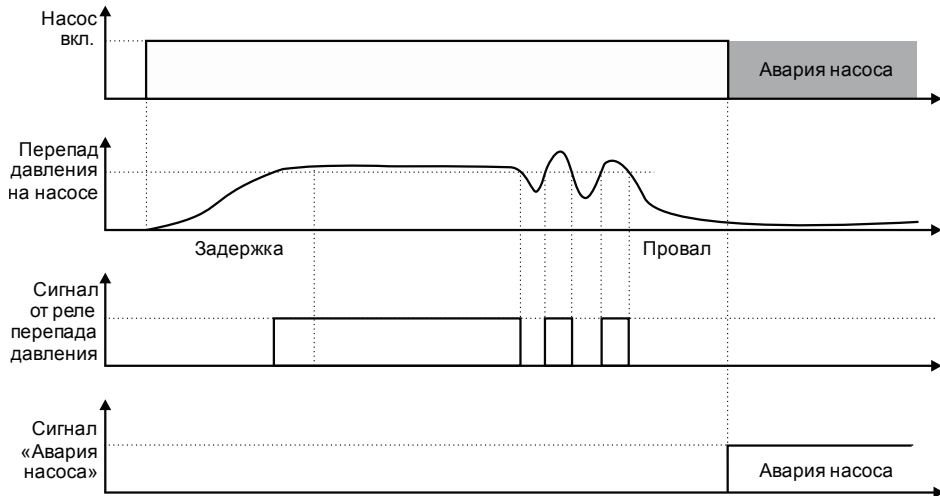 Насос
вкл.
Авария насоса
Перепад
давления
на насосе
Задержка
Провал
Сигнал
от реле
перепада
давления
Сигнал
«Авария
насоса»
Авария насоса